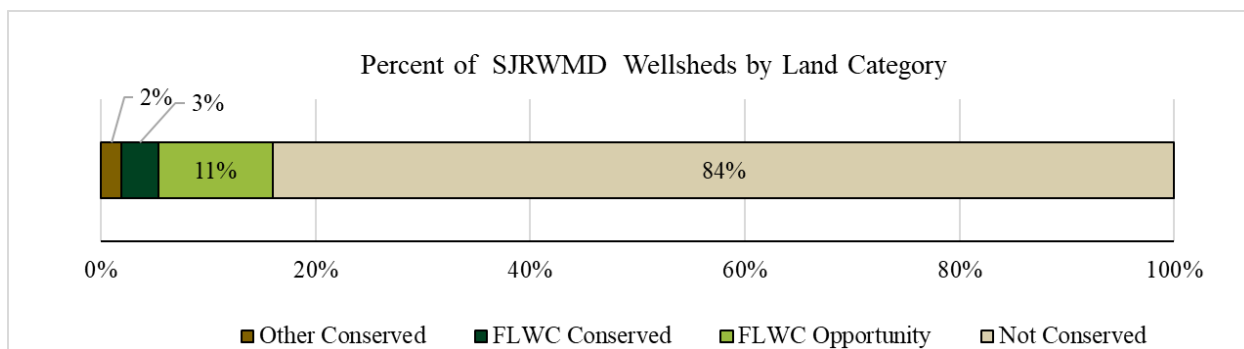 Percent of SJRWMD Wellsheds by Land Category
2% 3%
11% 84%
0% 20% 40% 60% 80% 100%
Other Conserved FLWC Conserved FLWC Opportunity Not Conserved